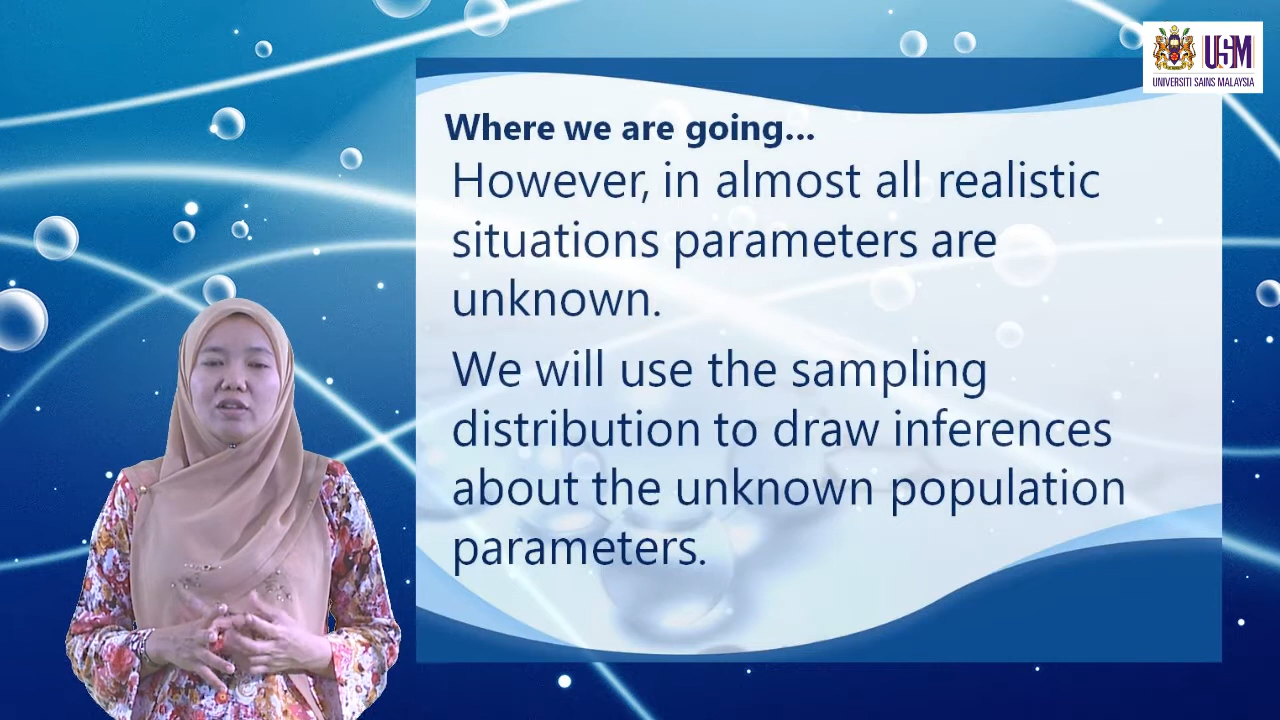 USM
UNIVERSITI SAINS MALAYSIA
Where we are going...
However, in almost all realistic
situations parameters are
unknown.
We will use the sampling
distribution to draw inferences
about the unknown population
parameters.